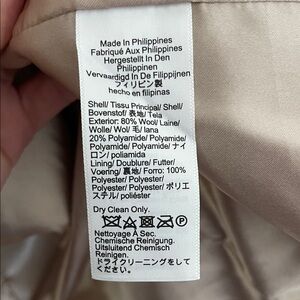 Made In Philippines
Fabriqué Aux Philippines
Hergestellt In Den
Philippinen
Vervaardigd In De Filippijnen
フィリピン製
hecho en filipinas
Shell/ Tissu Principal/ Shell/
Bovenstof/ 表地/ Tela
Exterior: 80% Wool/ Laine/
Wolle/ Wol/ 毛/ lana
20% Polyamide/ Polyamide/
Polyamide/ Polyamide/ ナイ
ロン/ poliamida
Lining/ Doublure/ Futter/
Voering/ 裏地/ Forro: 100%
Polyester/ Polyester/
Polyester/ Polyester/ ポリエ
ステル/ poliéster
Dry Clean Only.
Nettoyage A Sec.
Chemische Reinigung.
Uitsluitend Chemisch
Reinigen.
ドライクリーニングをして
ください。